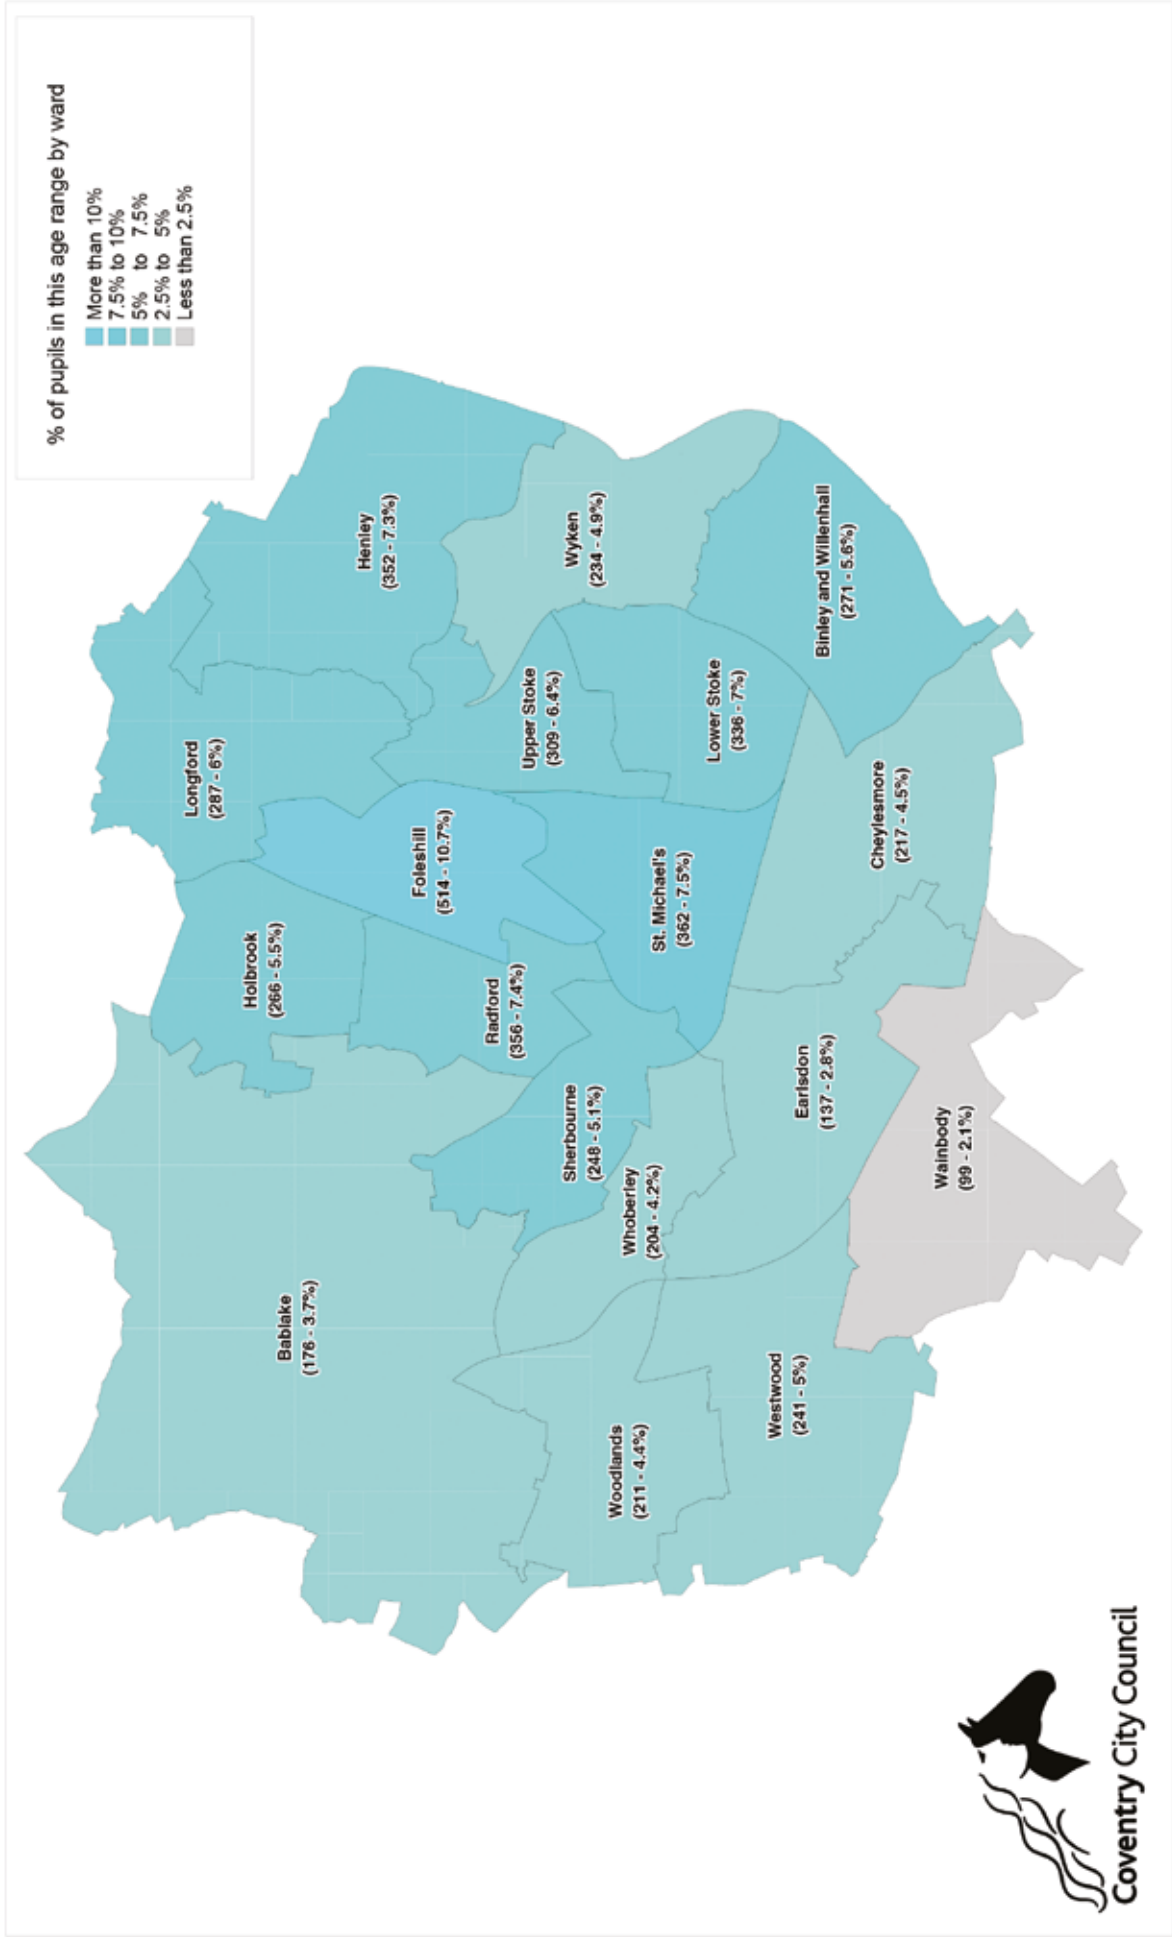 % of pupils in this age range by ward
More than 10%
7.5% to 10%
5% to 7.5%
2.5% to 5%
Less than 2.5%
Longford
(287 - 6%)
Henley
(352 - 7.3%)
Holbrook
(266 - 5.5%)
Bablake
(176 - 3.7%)
Foleshill
(514 - 10.7%)
Radford
(356 - 7.4%)
Upper Stoke
(309 - 6.4%)
Wyken
(234 - 4.9%)
Sherbourne
(248 - 5.1%)
Whoberley
(204 - 4.2%)
Woodlands
(211 - 4.4%)
St. Michael's
(362 - 7.5%)
Lower Stoke
(336 - 7%)
Binley and Willenhall
(271 - 5.6%)
Westwood
(241 - 5%)
Earlsdon
(137 - 2.8%)
Cheylesmore
(217 - 4.5%)
Wainbody
(99 - 2.1%)
Coventry City Council